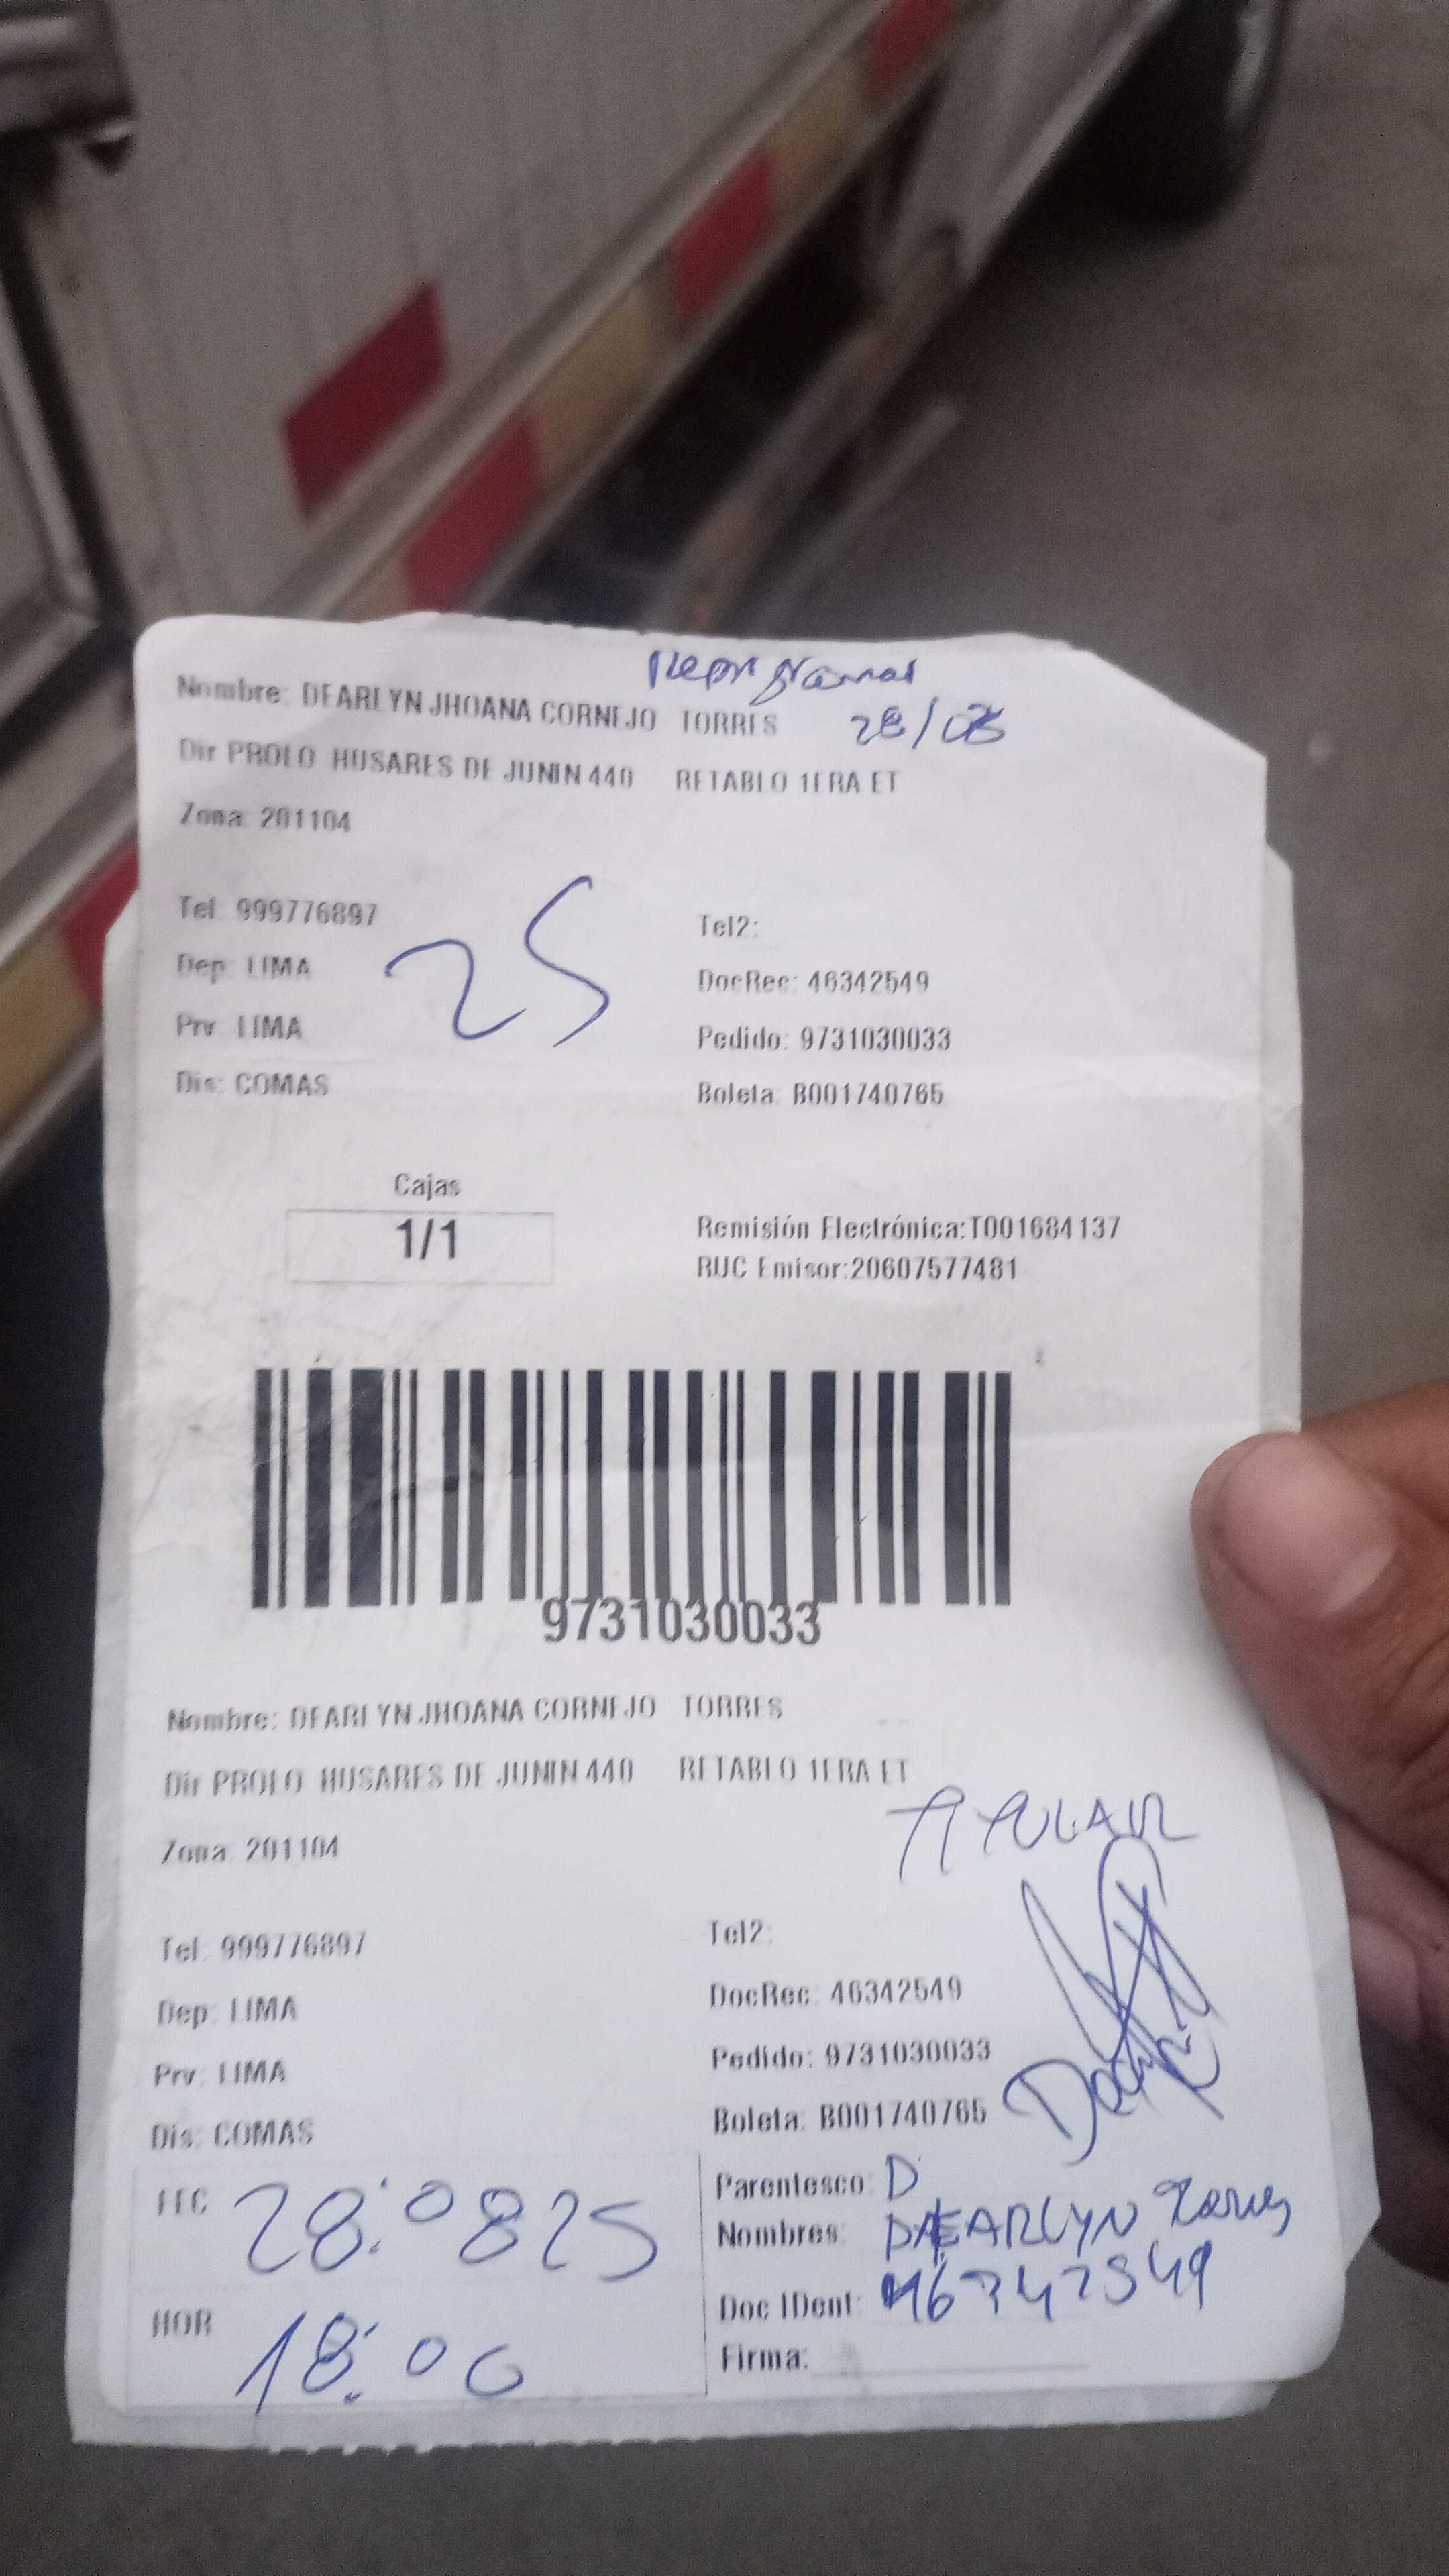 Reprogramar
Nombre: DEARLYN JHOANA CORNEJO TORRES 28/08
Dir PROLO HUSARES DE JUNIN 440 RETABLO 1ERA ET
Zona: 201104
25
Tel: 999776897 Tel2:
Dep: LIMA DocRec: 46342549
Prv: LIMA Pedido: 9731030033
Dis: COMAS Boleta: B001740765
Cajas
1/1
Remisión Electrónica:T001684137
RUC Emisor:20607577481
9731030033
Nombre: DEARLYN JHOANA CORNEJO TORRES
Dir PROLO HUSARES DE JUNIN 440 RETABLO 1ERA ET
TITULAR
Zona: 201104
Tel: 999776897 Tel2:
Dep: LIMA DocRec: 46342549
Prv: LIMA Pedido: 9731030033
Dis: COMAS Boleta: B001740765
FEC 28:0825
HOR 18:00
Parentesco: D
Nombres: DEARLYN Torres
Doc IDent: 46342549
Firma: